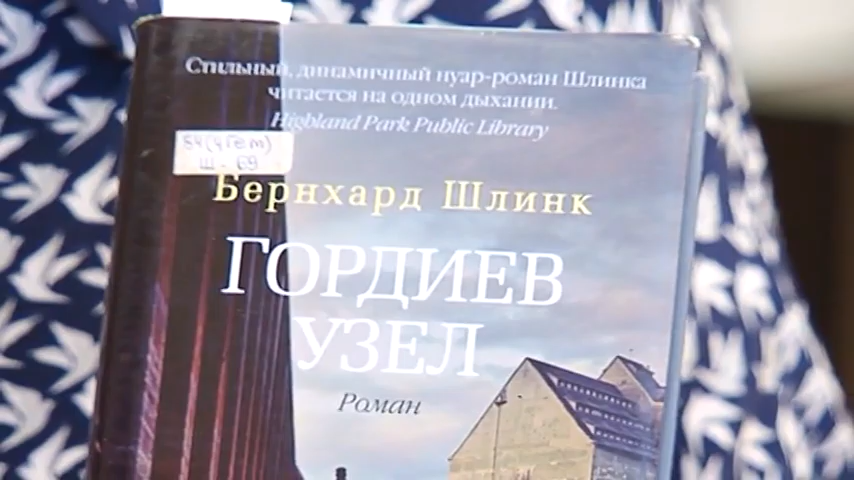 Стильный, динамичный нуар-роман Шлинка
читается на одном дыхании.
Highland Park Public Library
84(4Гем)
Ш - 69
Бернхард Шлинк
ГОРДИЕВ
УЗЕЛ
Роман